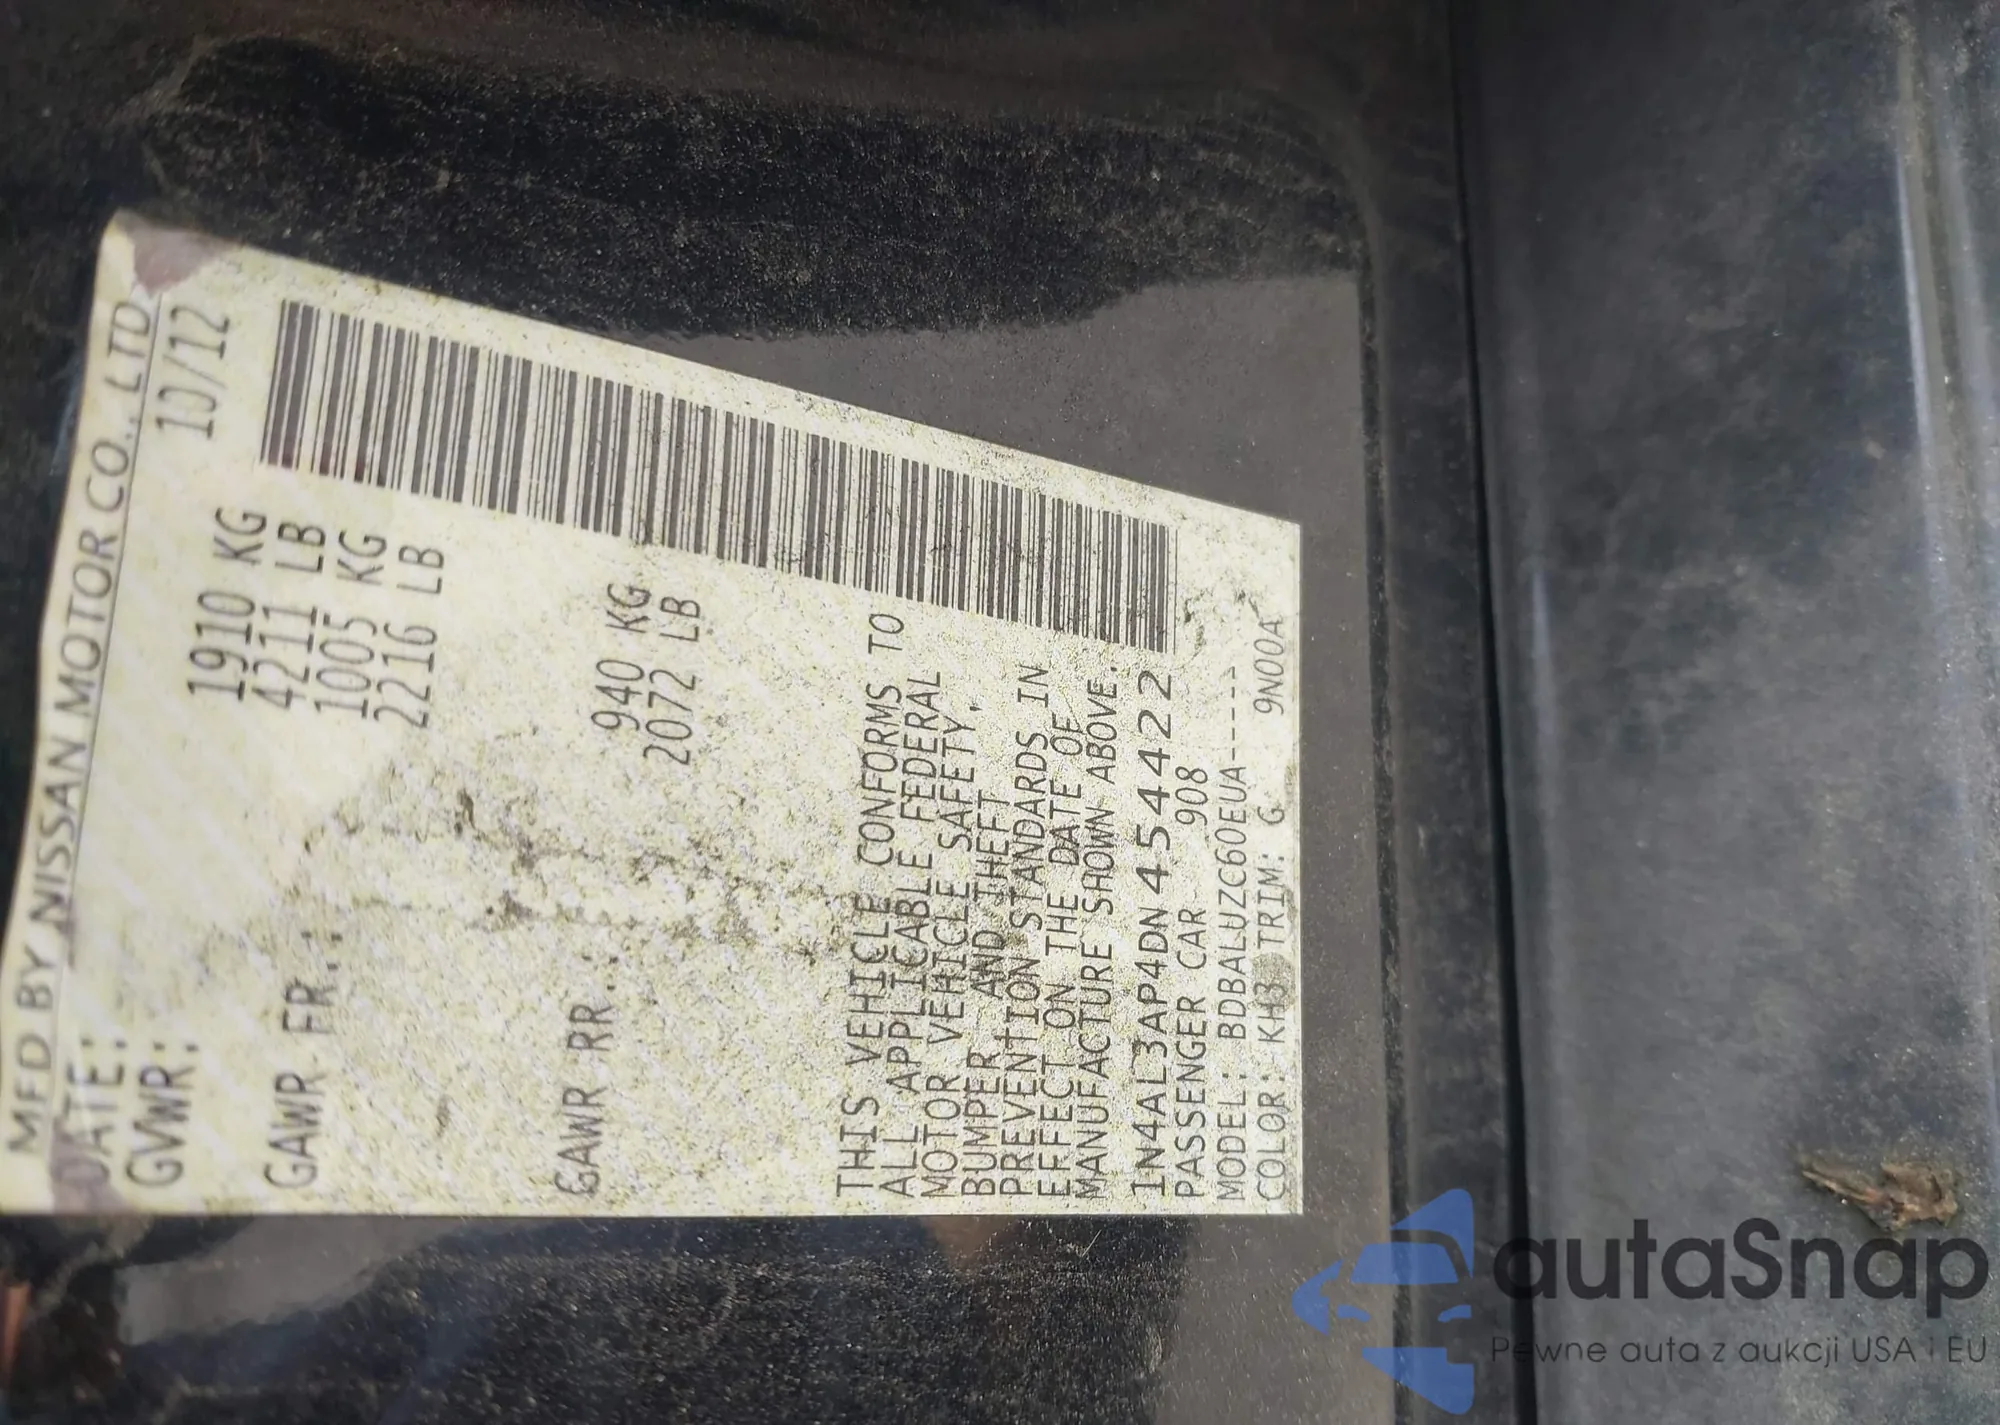 MFD BY NISSAN MOTOR CO., LTD
DATE: 10/12
GVWR: 1910 KG
4211 LB
GAWR FR.: 1005 KG
2216 LB
GAWR RR.: 940 KG
2072 LB
THIS VEHICLE CONFORMS TO
ALL APPLICABLE FEDERAL
MOTOR VEHICLE SAFETY,
BUMPER AND THEFT
PREVENTION STANDARDS IN
EFFECT ON THE DATE OF
MANUFACTURE SHOWN ABOVE.
1N4AL3AP4DN454422
PASSENGER CAR 908
MODEL: BDBALUZC60EUA-----
COLOR: KH3 TRIM: G 9N00A
autaSnap
Pewne auta z aukcji USA i EU